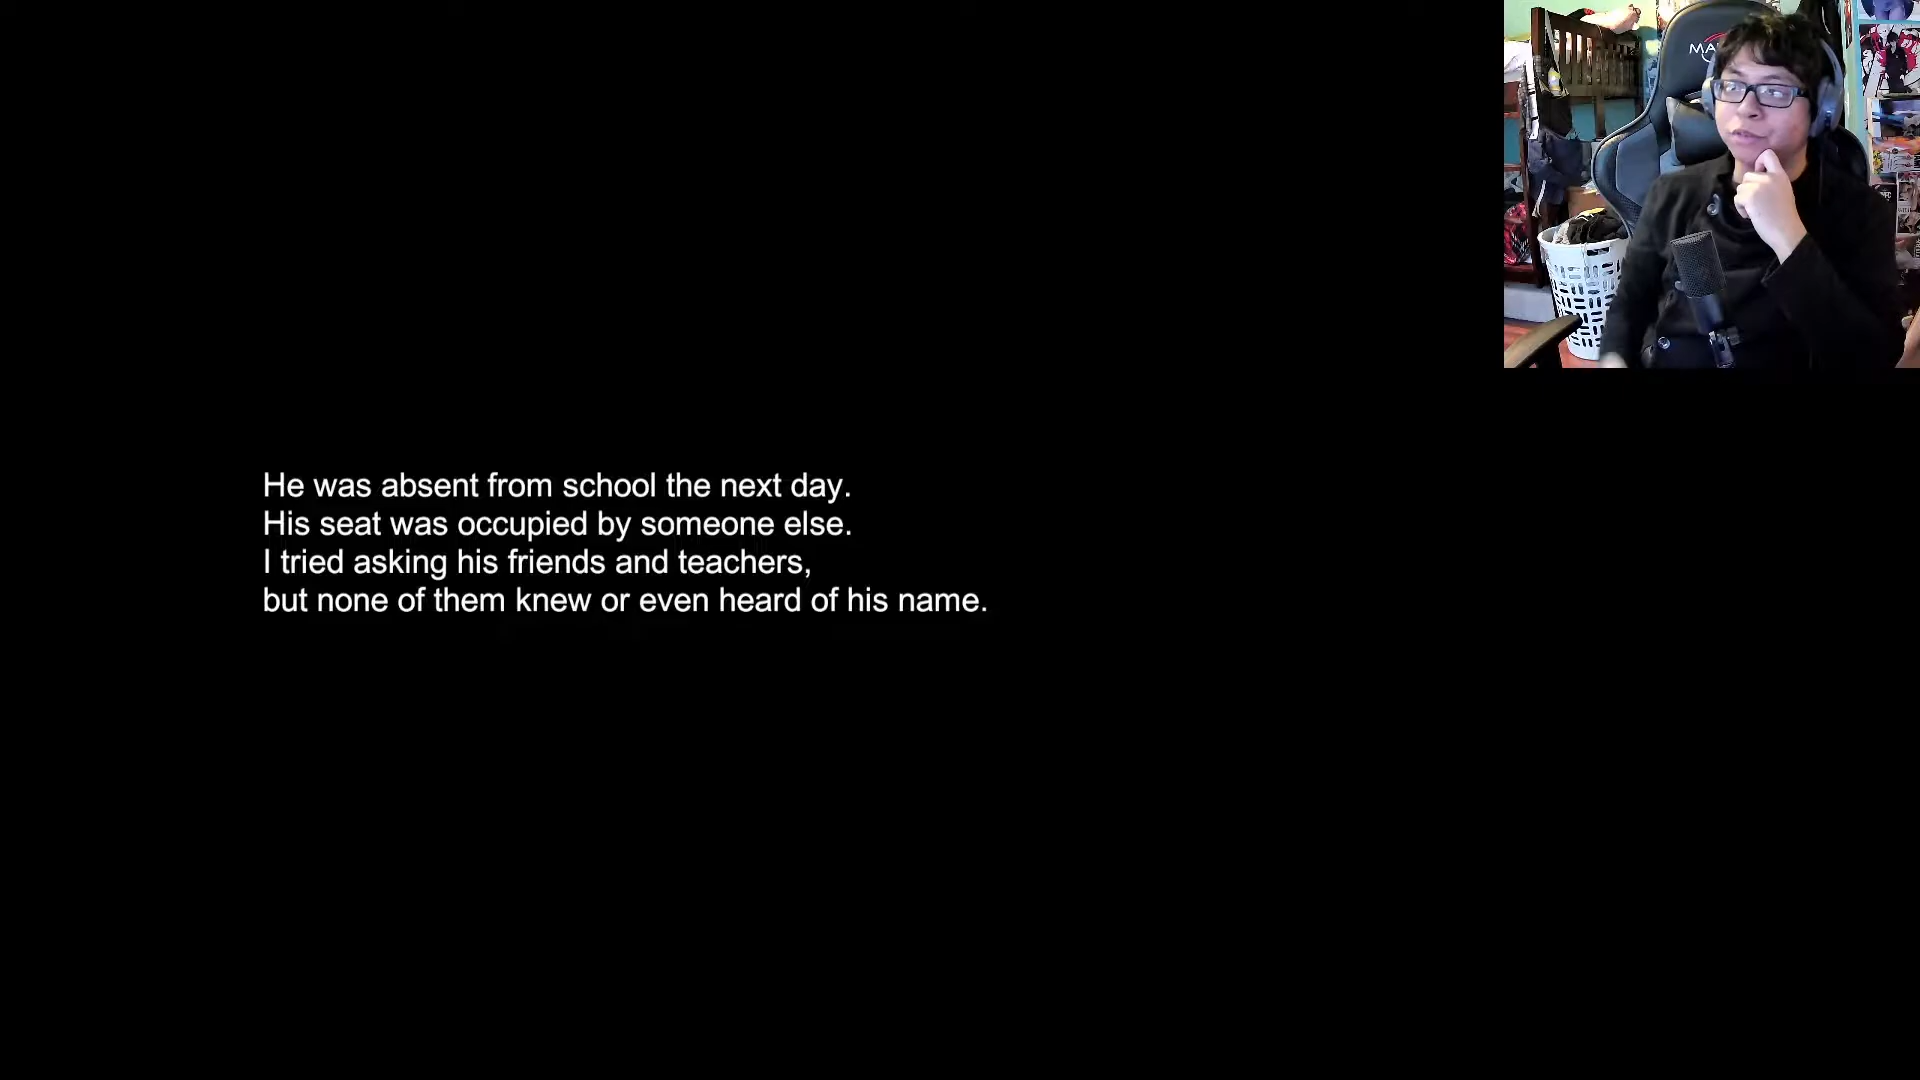 He was absent from school the next day.
His seat was occupied by someone else.
I tried asking his friends and teachers,
but none of them knew or even heard of his name.